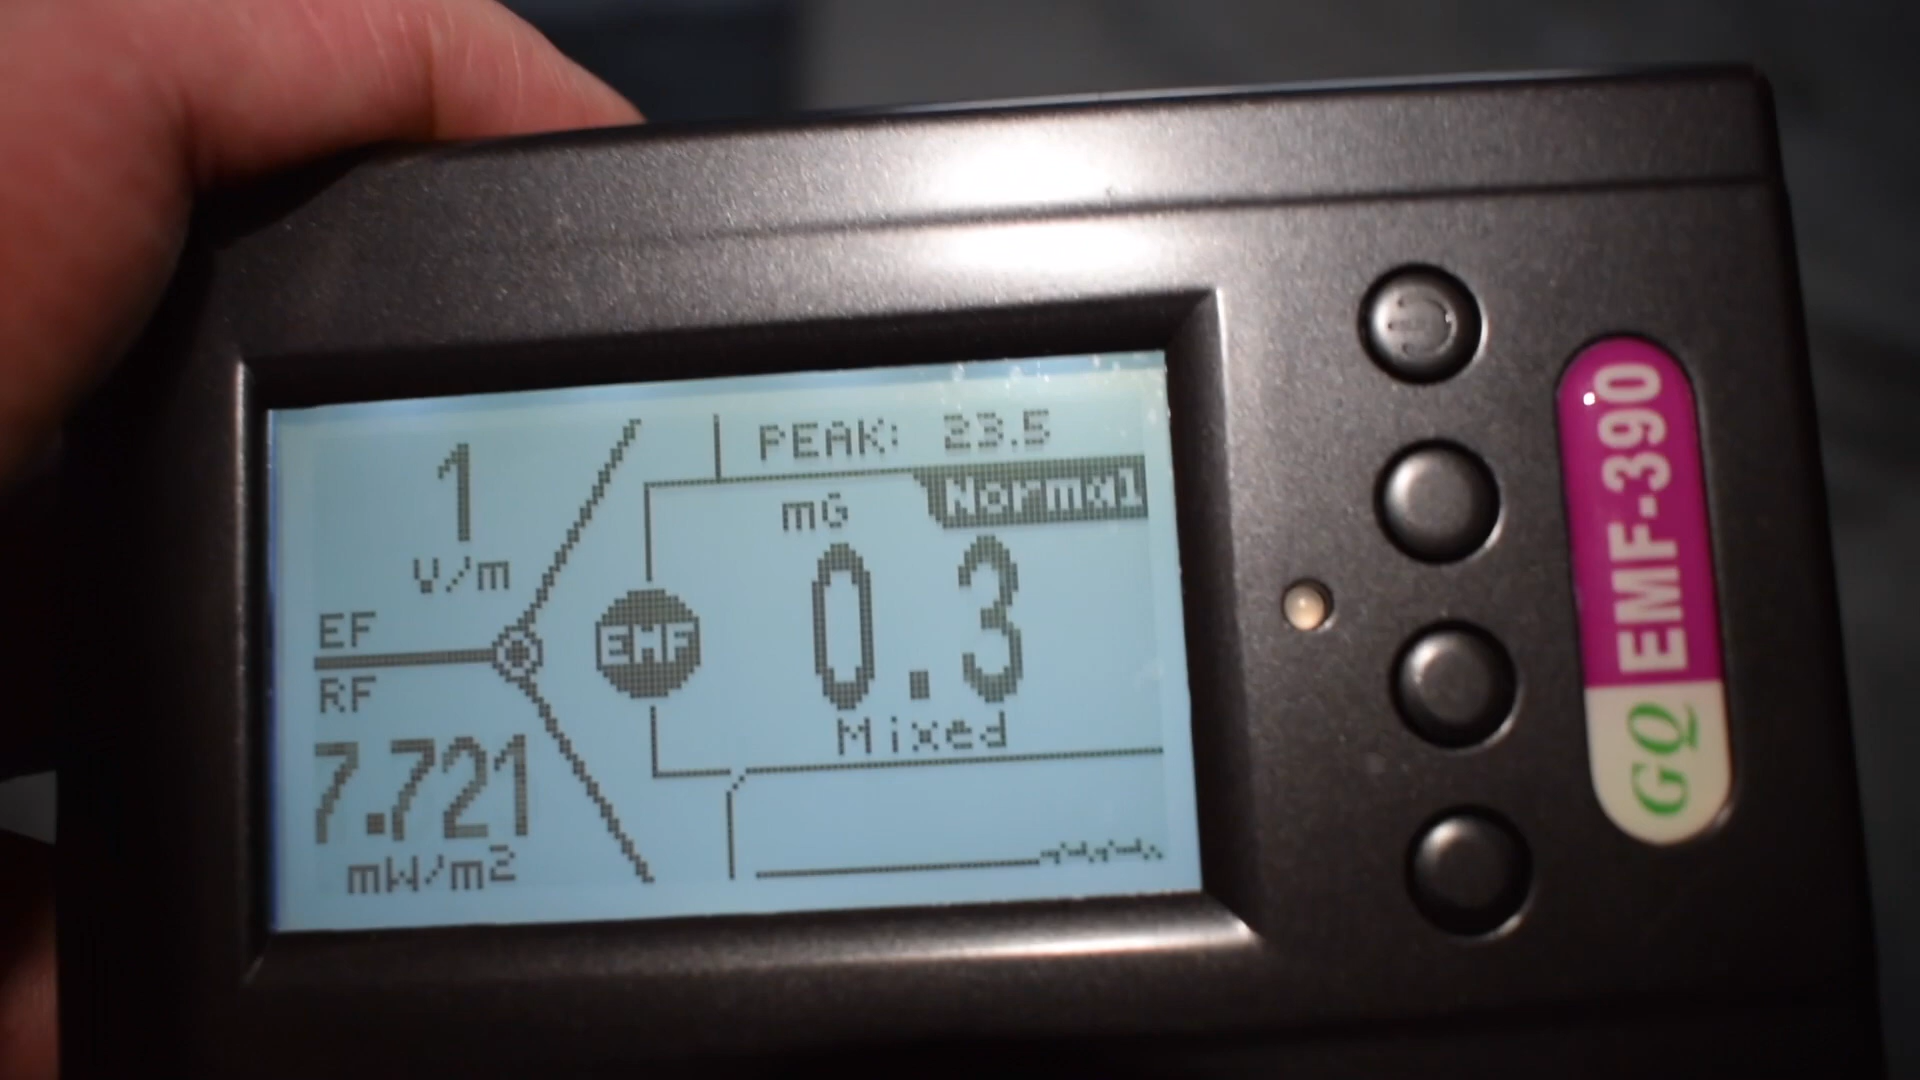 PEAK: 23.5
Normx1
1
v/m
mG
0.3
EMF
Mixed
EF
RF
7.721
mW/m2
GQ EMF-390